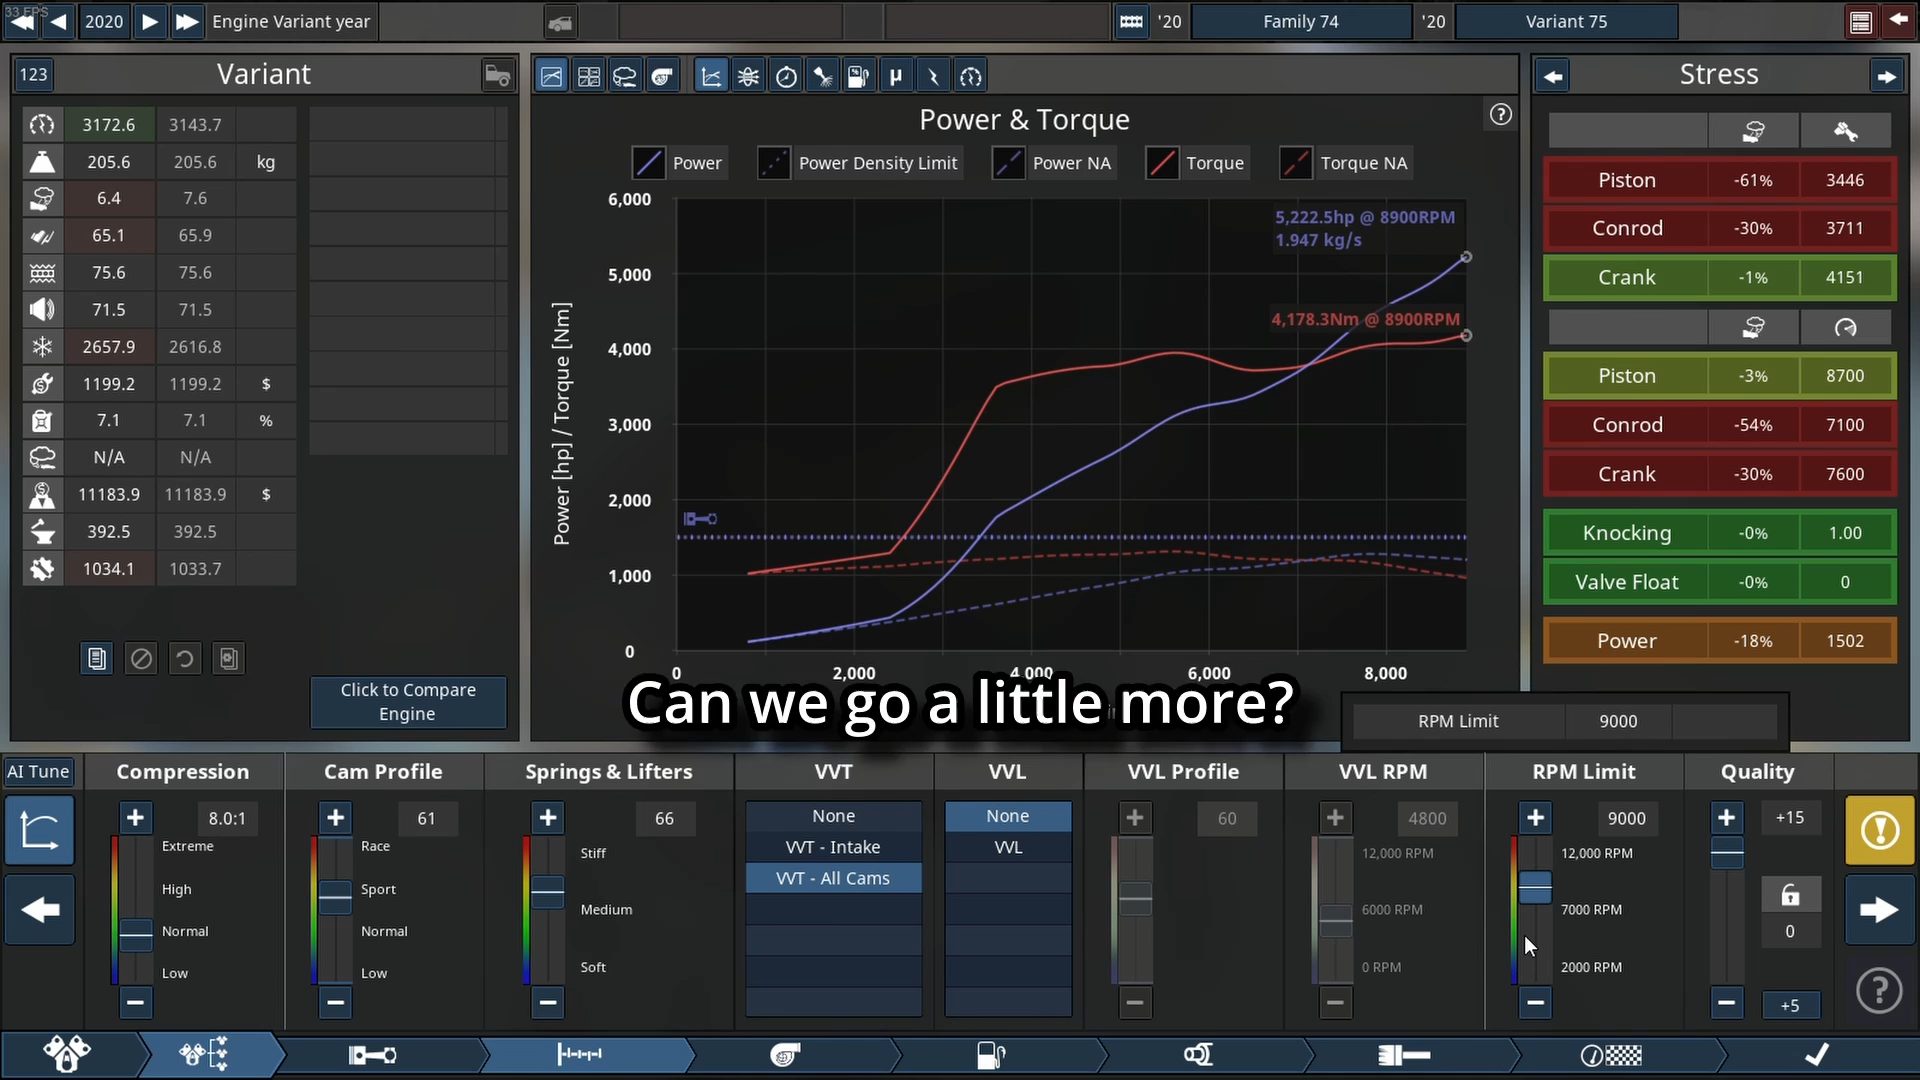 33 FPS
2020
Engine Variant year
'20
Family 74
'20
Variant 75
123
Variant
3172.6 3143.7
205.6 205.6 kg
6.4 7.6
65.1 65.9
75.6 75.6
71.5 71.5
2657.9 2616.8
1199.2 1199.2 $
7.1 7.1 %
N/A N/A
11183.9 11183.9 $
392.5 392.5
1034.1 1033.7
Click to Compare
Engine
μ
Power & Torque
?
Power
Power Density Limit
Power NA
Torque
Torque NA
Power [hp] / Torque [Nm]
6,000
5,000
4,000
3,000
2,000
1,000
0
5,222.5hp @ 8900RPM
1.947 kg/s
4,178.3Nm @ 8900RPM
0 2,000 4,000 6,000 8,000
Can we go a little more?
Stress
Piston -61% 3446
Conrod -30% 3711
Crank -1% 4151
Piston -3% 8700
Conrod -54% 7100
Crank -30% 7600
Knocking -0% 1.00
Valve Float -0% 0
Power -18% 1502
RPM Limit 9000
AI Tune
Compression
8.0:1
Extreme
High
Normal
Low
Cam Profile
61
Race
Sport
Normal
Low
Springs & Lifters
66
Stiff
Medium
Soft
VVT
None
VVT - Intake
VVT - All Cams
VVL
None
VVL
VVL Profile
60
VVL RPM
4800
12,000 RPM
6000 RPM
0 RPM
RPM Limit
9000
12,000 RPM
7000 RPM
2000 RPM
Quality
+15
0
+5
?